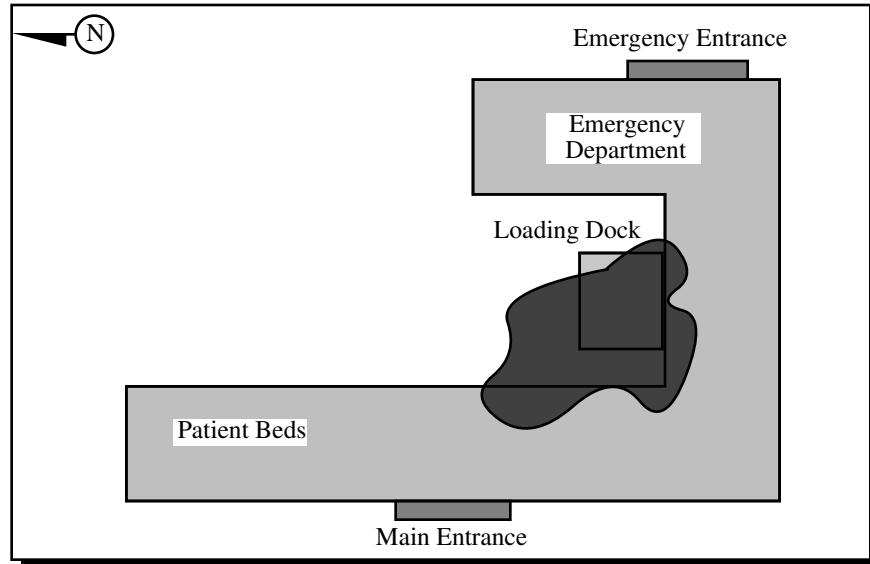 N
Emergency Entrance
Emergency
Department
Loading Dock
Patient Beds
Main Entrance